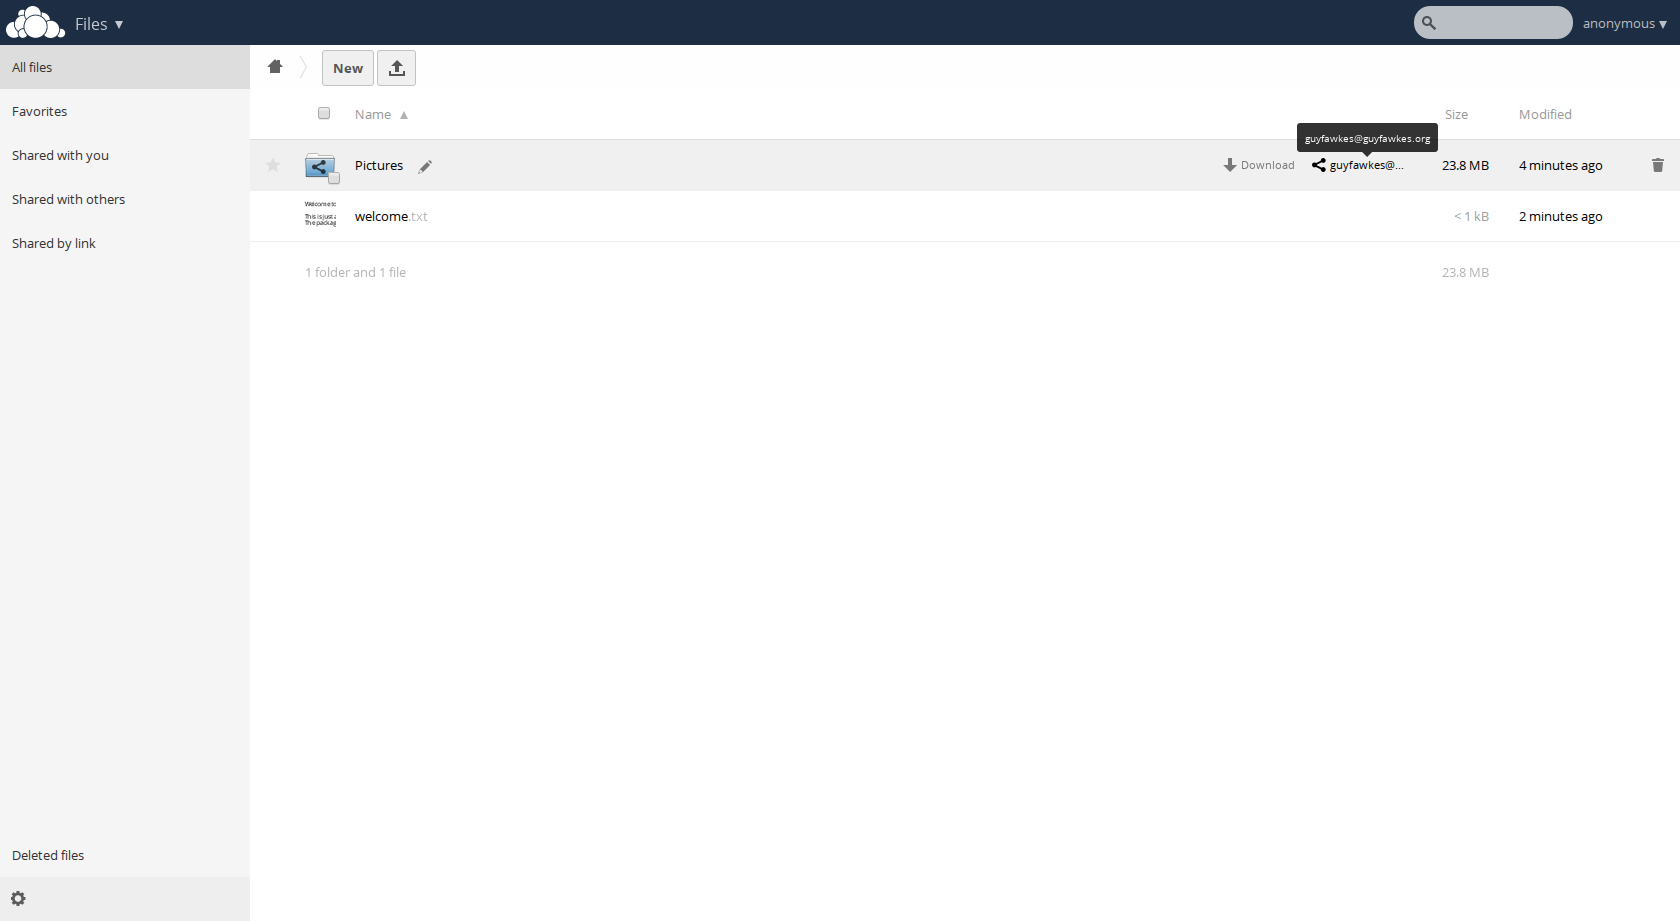 Files ▼
anonymous ▼
All files
Favorites
Shared with you
Shared with others
Shared by link
Deleted files
New
Name ▲ Size Modified
guyfawkes@guyfawkes.org
Pictures Download guyfawkes@... 23.8 MB 4 minutes ago
Welcome to
This is just a
The packag
welcome.txt < 1 kB 2 minutes ago
1 folder and 1 file 23.8 MB